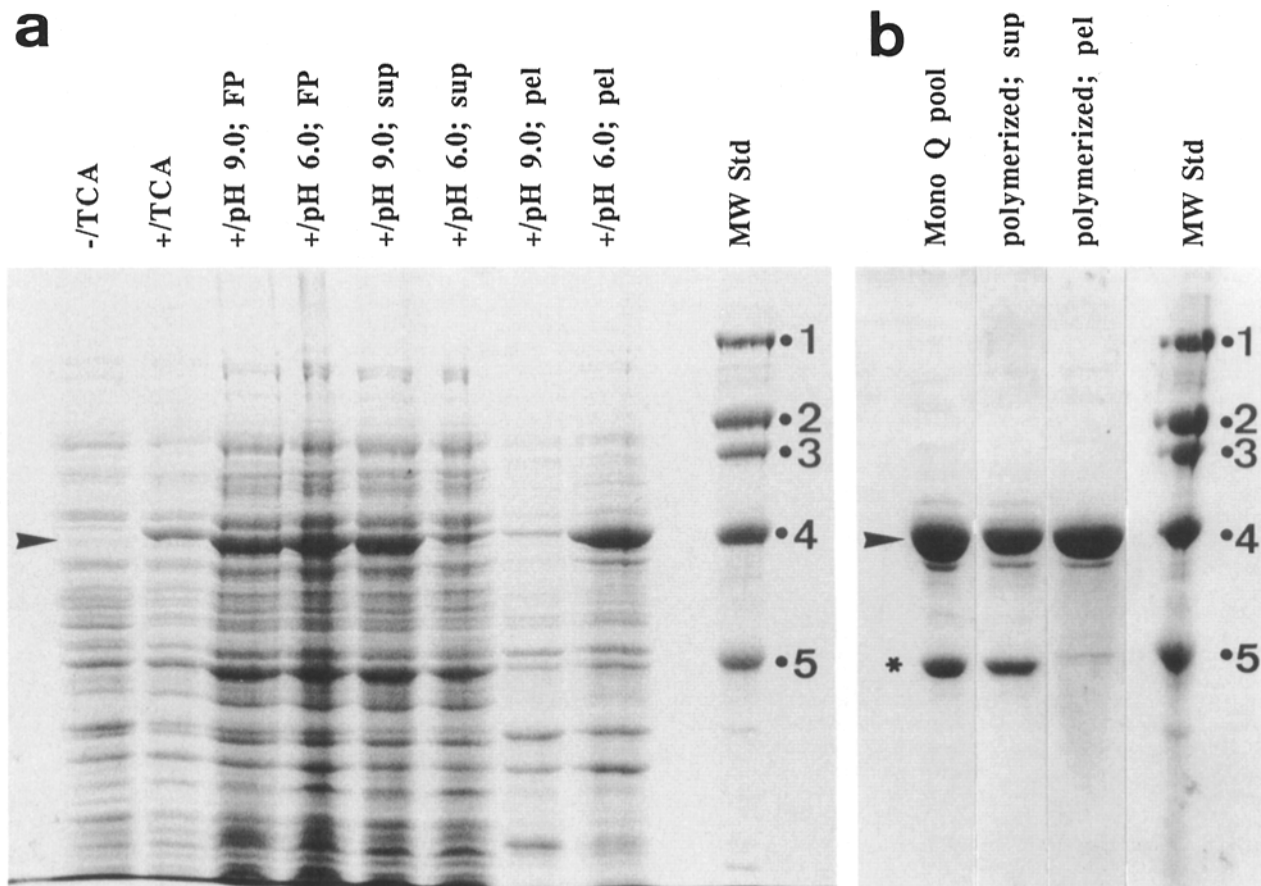 a
-/TCA
+/TCA
+/pH 9.0; FP
+/pH 6.0; FP
+/pH 9.0; sup
+/pH 6.0; sup
+/pH 9.0; pel
+/pH 6.0; pel
MW Std
•1
•2
•3
•4
•5
b
Mono Q pool
polymerized; sup
polymerized; pel
MW Std
•1
•2
•3
•4
•5
*